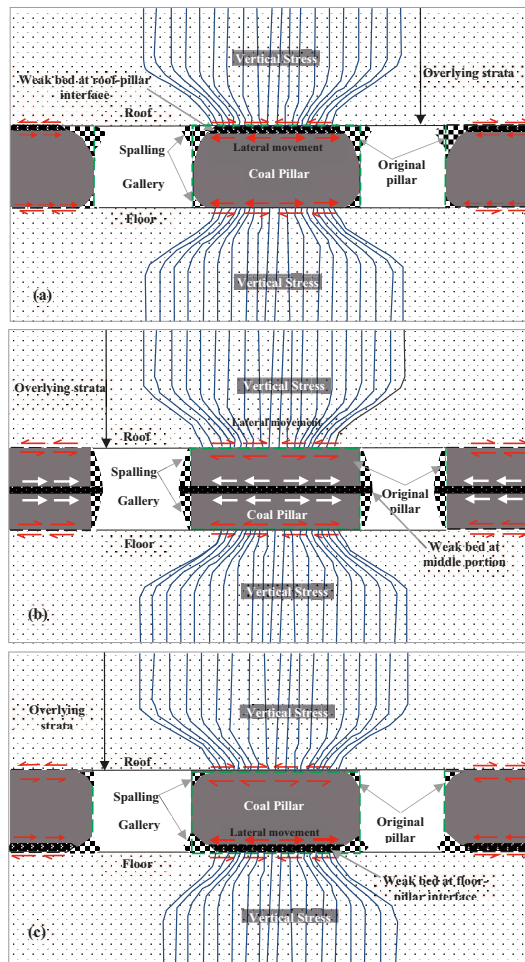 Vertical Stress
Weak bed at roof-pillar
interface
Overlying strata
Roof
Spalling
Lateral movement
Original
pillar
Coal Pillar
Gallery
Floor
Vertical Stress
(a)
Overlying strata
Vertical Stress
Lateral movement
Roof
Spalling
Gallery
Original
pillar
Coal Pillar
Floor
Weak bed at
middle portion
Vertical Stress
(b)
Overlying
strata
Vertical Stress
Roof
Spalling
Coal Pillar
Gallery
Lateral movement
Original
pillar
Floor
Weak bed at floor-
pillar interface
Vertical Stress
(c)